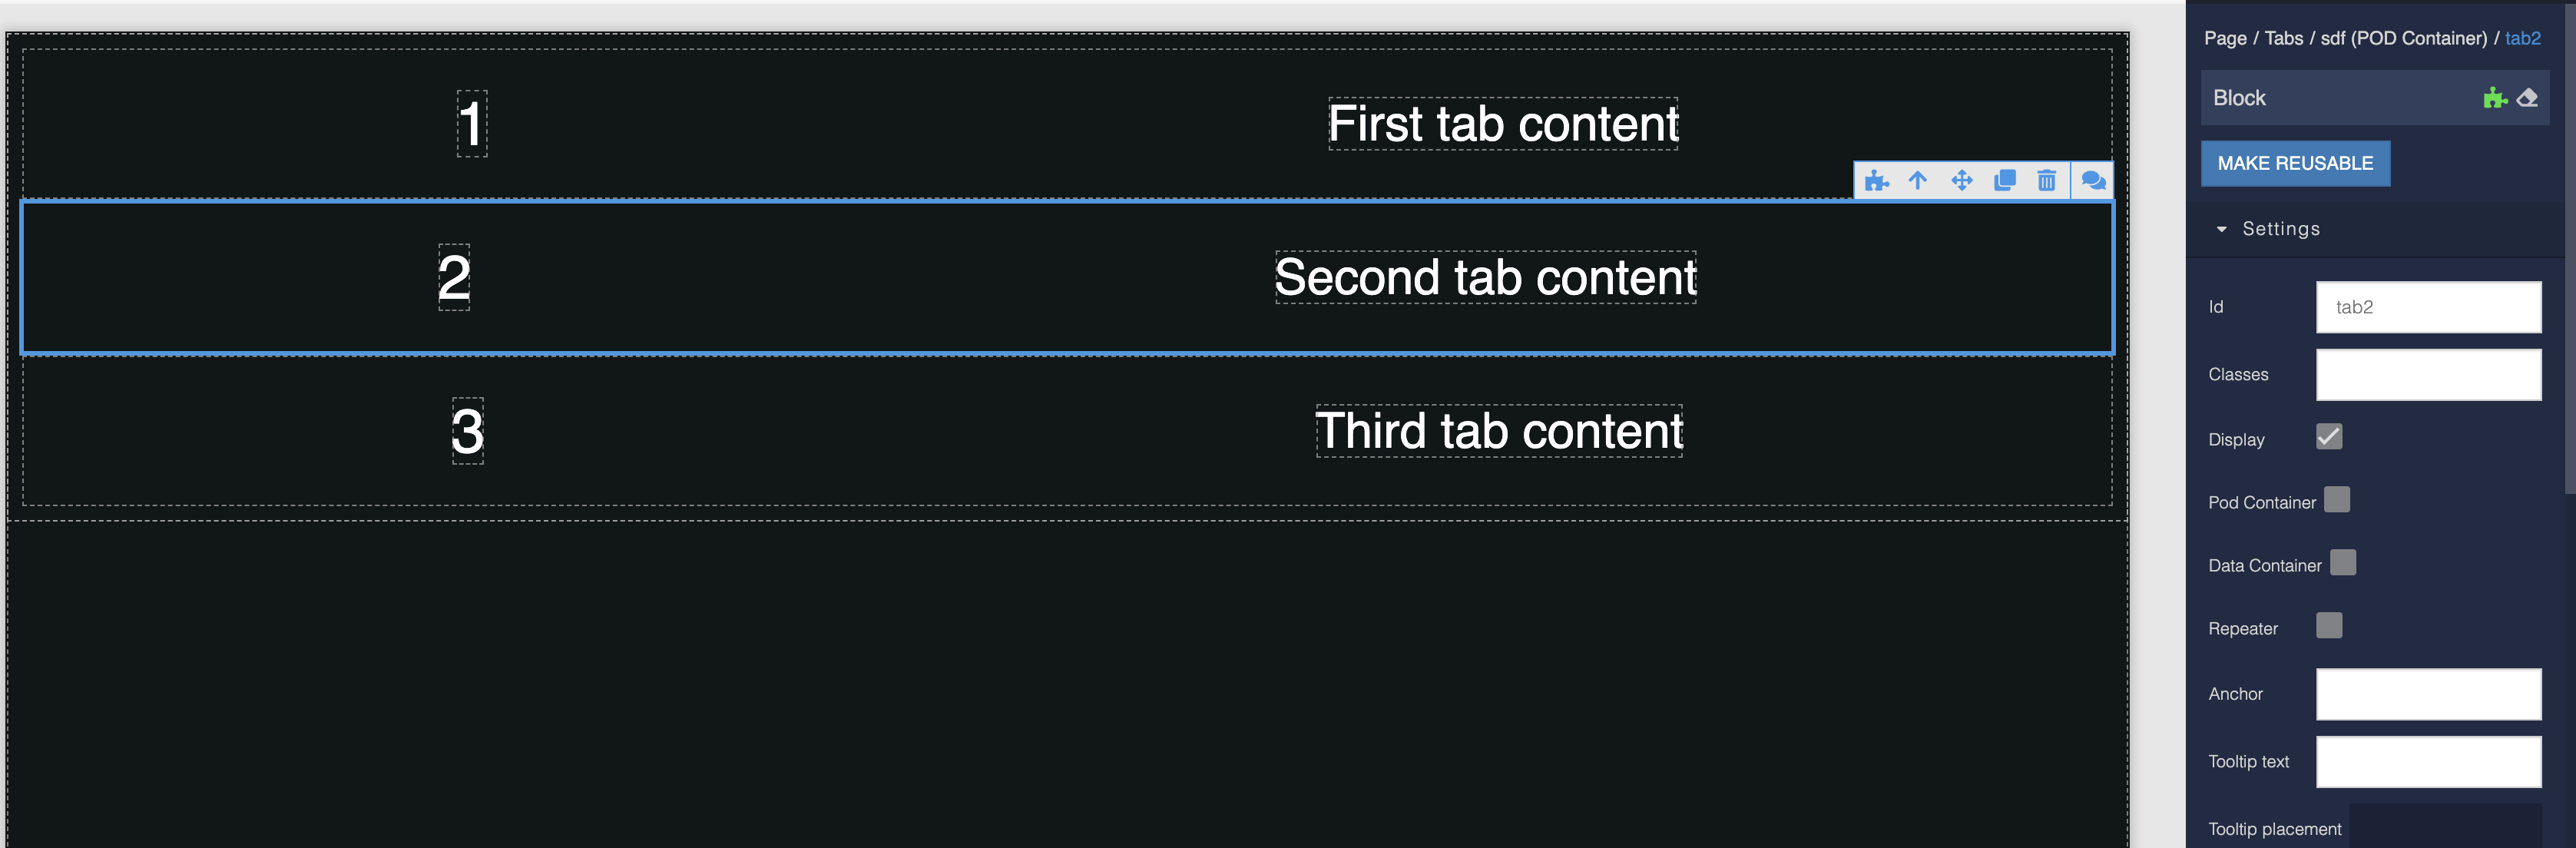 Page / Tabs / sdf (POD Container) / tab2
Block
MAKE REUSABLE
Settings
1 First tab content
2 Second tab content
3 Third tab content
Id tab2
Classes
Display
Pod Container
Data Container
Repeater
Anchor
Tooltip text
Tooltip placement